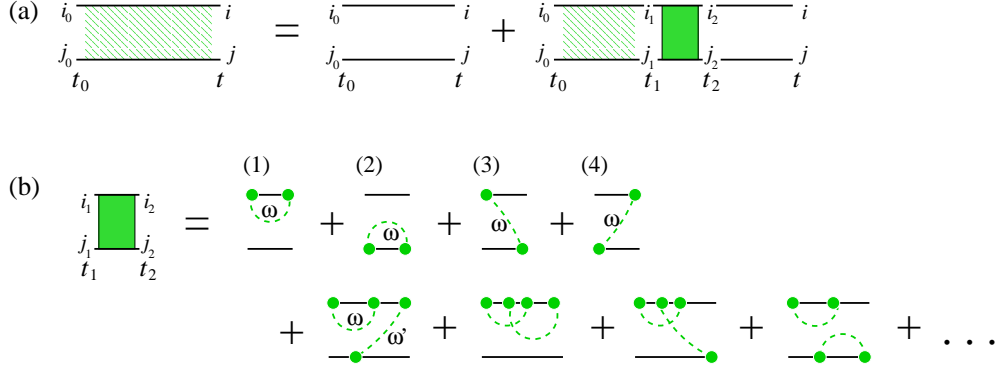 (a) i₀ i = i₀ i + i₀ i₁ i₂ i
j₀ j j₀ j j₀ j₁ j₂ j
t₀ t t₀ t t₀ t₁ t₂ t
(1) (2) (3) (4)
(b) i₁ i₂ = ω + ω + ω + ω
j₁ j₂
t₁ t₂
+ ω ω' + + + + . . .